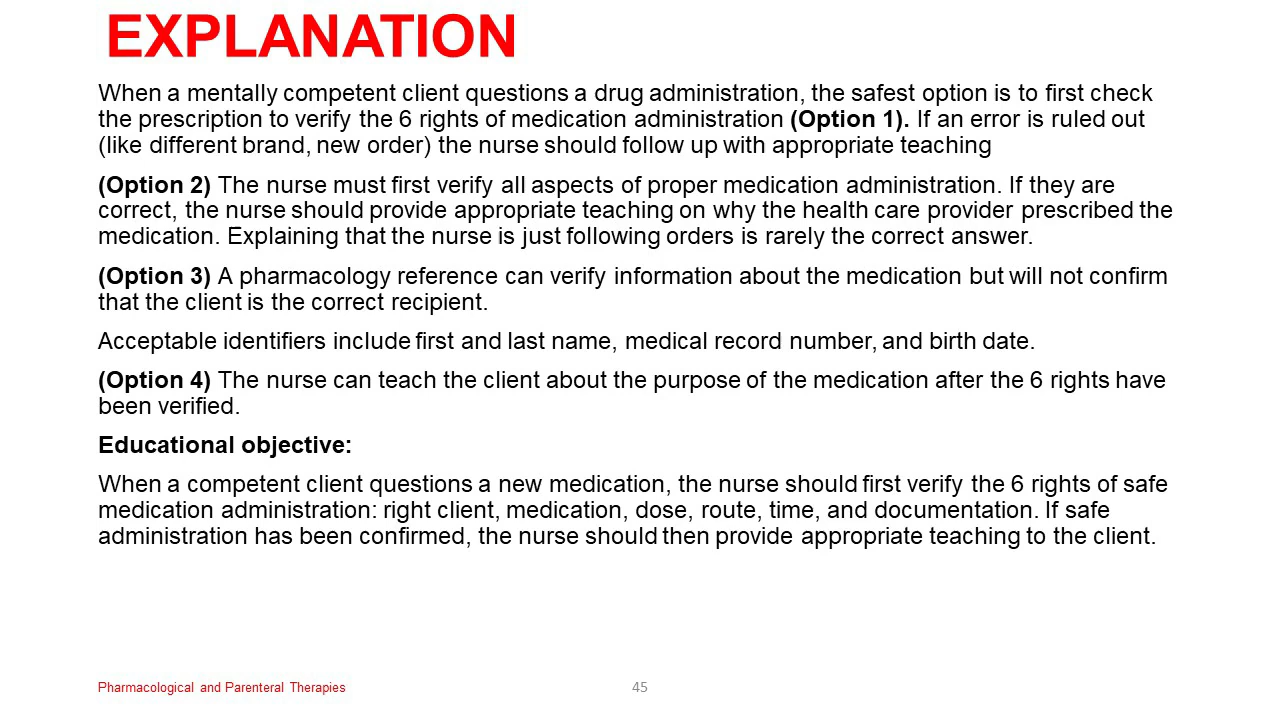 EXPLANATION
When a mentally competent client questions a drug administration, the safest option is to first check
the prescription to verify the 6 rights of medication administration (Option 1). If an error is ruled out
(like different brand, new order) the nurse should follow up with appropriate teaching
(Option 2) The nurse must first verify all aspects of proper medication administration. If they are
correct, the nurse should provide appropriate teaching on why the health care provider prescribed the
medication. Explaining that the nurse is just following orders is rarely the correct answer.
(Option 3) A pharmacology reference can verify information about the medication but will not confirm
that the client is the correct recipient.
Acceptable identifiers include first and last name, medical record number, and birth date.
(Option 4) The nurse can teach the client about the purpose of the medication after the 6 rights have
been verified.
Educational objective:
When a competent client questions a new medication, the nurse should first verify the 6 rights of safe
medication administration: right client, medication, dose, route, time, and documentation. If safe
administration has been confirmed, the nurse should then provide appropriate teaching to the client.
Pharmacological and Parenteral Therapies
45